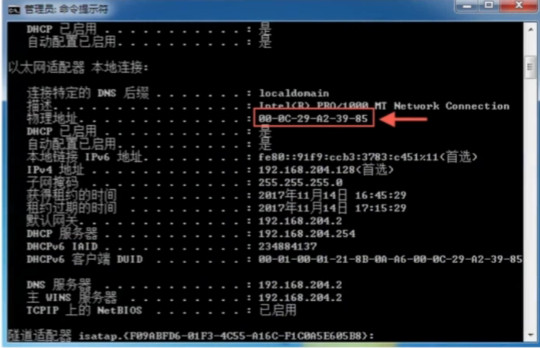 管理员: 命令提示符
DHCP 已启用 . . . . . . . . . . . : 是
自动配置已启用. . . . . . . . . . : 是
以太网适配器 本地连接:
连接特定的 DNS 后缀 . . . . . . . : localdomain
描述. . . . . . . . . . . . . . . : Intel(R) PRO/1000 MT Network Connection
物理地址. . . . . . . . . . . . . : 00-0C-29-A2-39-85
DHCP 已启用 . . . . . . . . . . . : 是
自动配置已启用. . . . . . . . . . : 是
本地链接 IPv6 地址. . . . . . . . : fe80::91f9:ccb3:3783:c451%11(首选)
IPv4 地址 . . . . . . . . . . . . : 192.168.204.128(首选)
子网掩码 . . . . . . . . . . . . : 255.255.255.0
获得租约的时间 . . . . . . . . . : 2017年11月14日 16:45:29
租约过期的时间 . . . . . . . . . : 2017年11月14日 17:15:29
默认网关. . . . . . . . . . . . . : 192.168.204.2
DHCP 服务器 . . . . . . . . . . . : 192.168.204.254
DHCPv6 IAID . . . . . . . . . . . : 234884137
DHCPv6 客户端 DUID . . . . . . . : 00-01-00-01-21-8B-0A-A6-00-0C-29-A2-39-85
DNS 服务器 . . . . . . . . . . . : 192.168.204.2
主 WINS 服务器 . . . . . . . . . : 192.168.204.2
TCPIP 上的 NetBIOS . . . . . . . : 已启用
隧道适配器 isatap.{F09ABFD6-01F3-4C55-A16C-F1C0A5E605B8}: